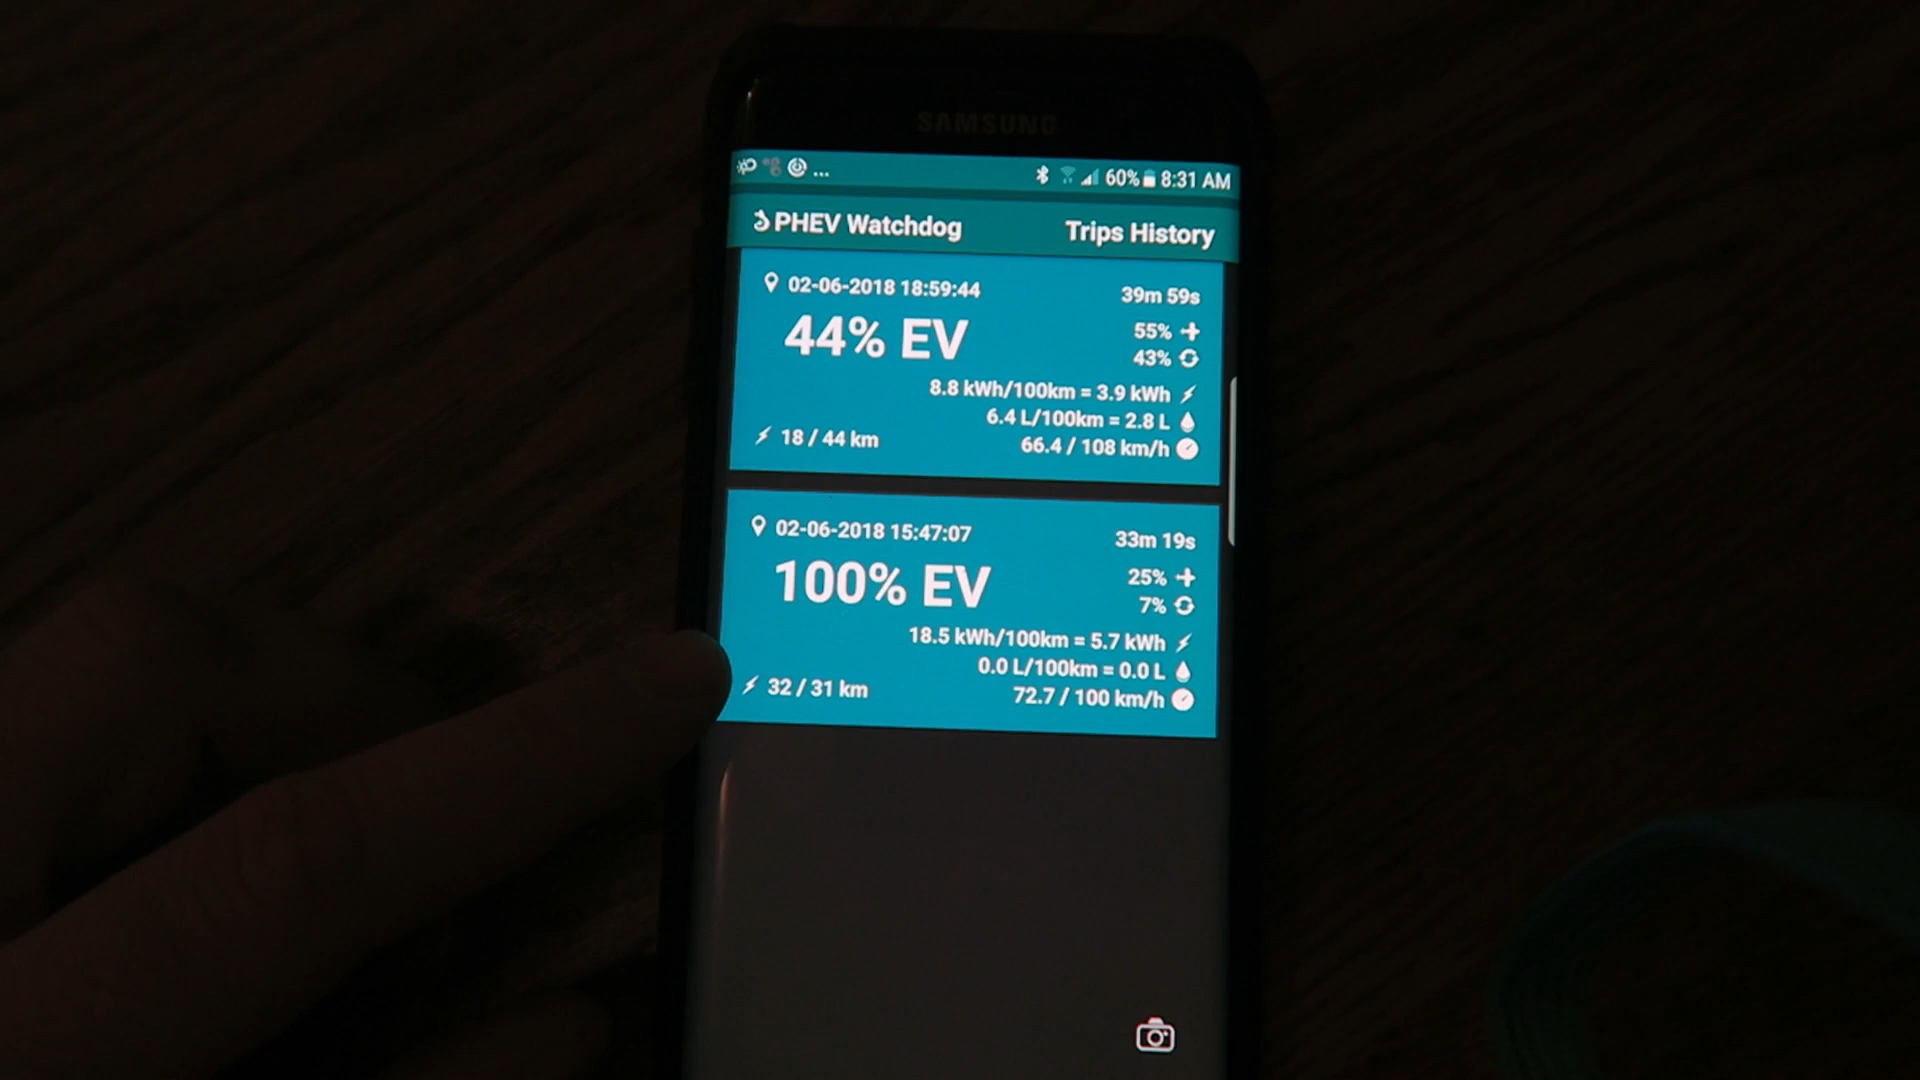 SAMSUNG
... 60% 8:31 AM
PHEV Watchdog Trips History
02-06-2018 18:59:44 39m 59s
44% EV 55%
43%
8.8 kWh/100km = 3.9 kWh
6.4 L/100km = 2.8 L
18 / 44 km 66.4 / 108 km/h
02-06-2018 15:47:07 33m 19s
100% EV 25%
7%
18.5 kWh/100km = 5.7 kWh
0.0 L/100km = 0.0 L
32 / 31 km 72.7 / 100 km/h